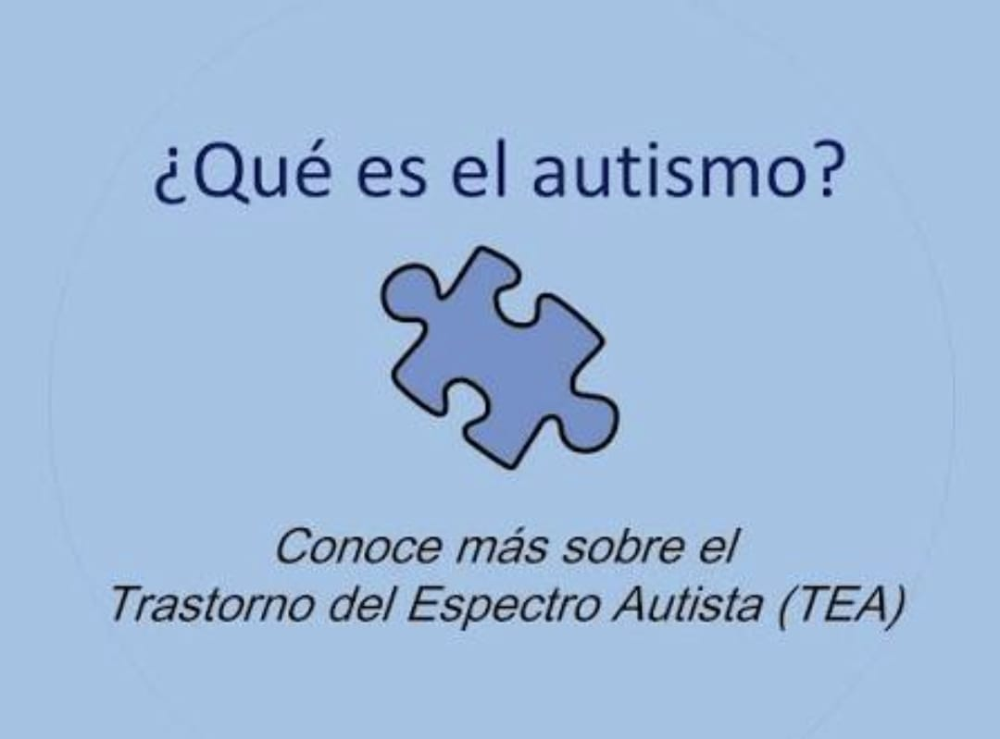 ¿Qué es el autismo?
Conoce más sobre el
Trastorno del Espectro Autista (TEA)